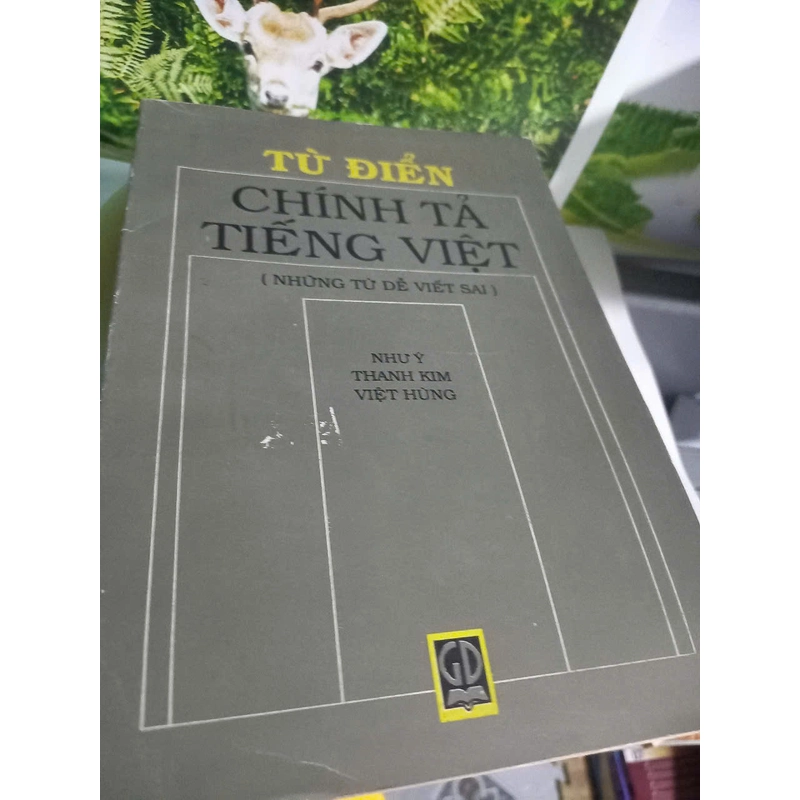 TỪ ĐIỂN
CHÍNH TẢ
TIẾNG VIỆT
( NHỮNG TỪ DỄ VIẾT SAI )
NHƯ Ý
THANH KIM
VIỆT HÙNG
GD